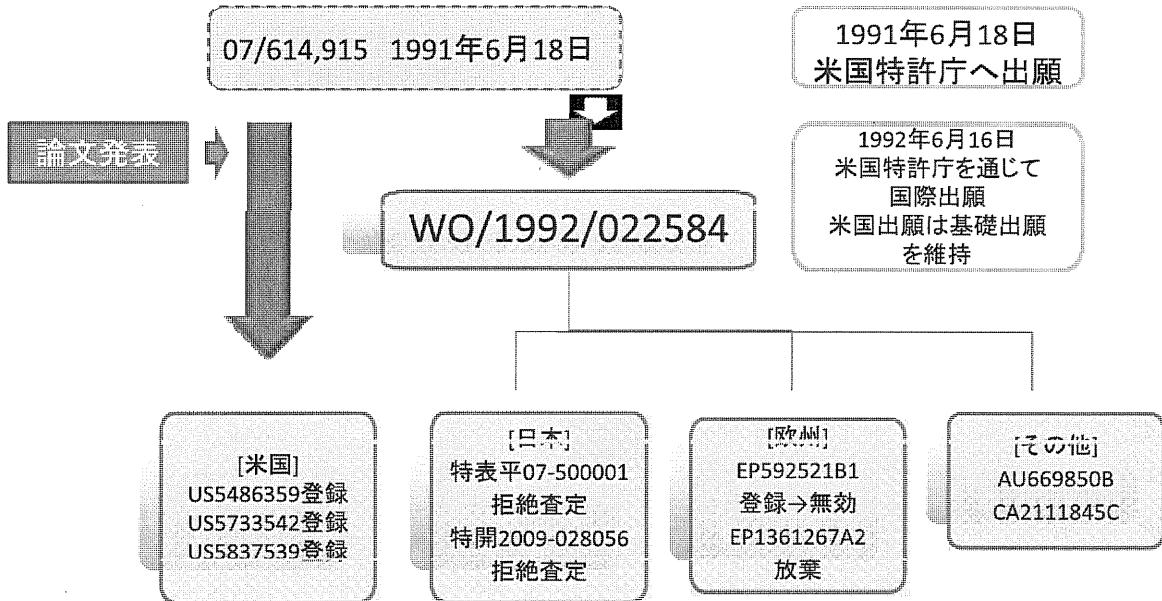 07/614,915 1991年6月18日
1991年6月18日
米国特許庁へ出願
論文発表
1992年6月16日
米国特許庁を通じて
国際出願
米国出願は基礎出願
を維持
WO/1992/022584
[米国]
US5486359登録
US5733542登録
US5837539登録
[日本]
特表平07-500001
拒絶査定
特開2009-028056
拒絶査定
[欧州]
EP592521B1
登録→無効
EP1361267A2
放棄
[その他]
AU669850B
CA2111845C